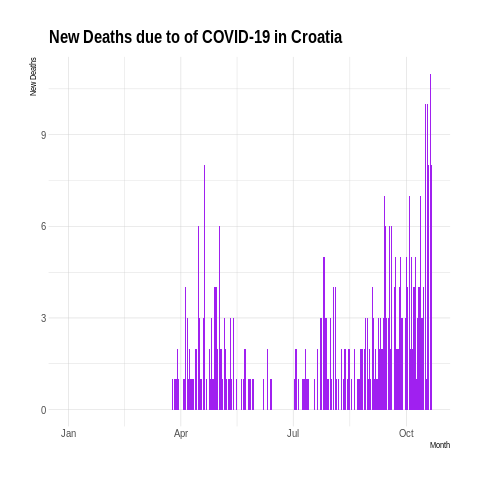 New Deaths due to of COVID-19 in Croatia
New Deaths
9
6
3
0
Jan Apr Jul Oct
Month